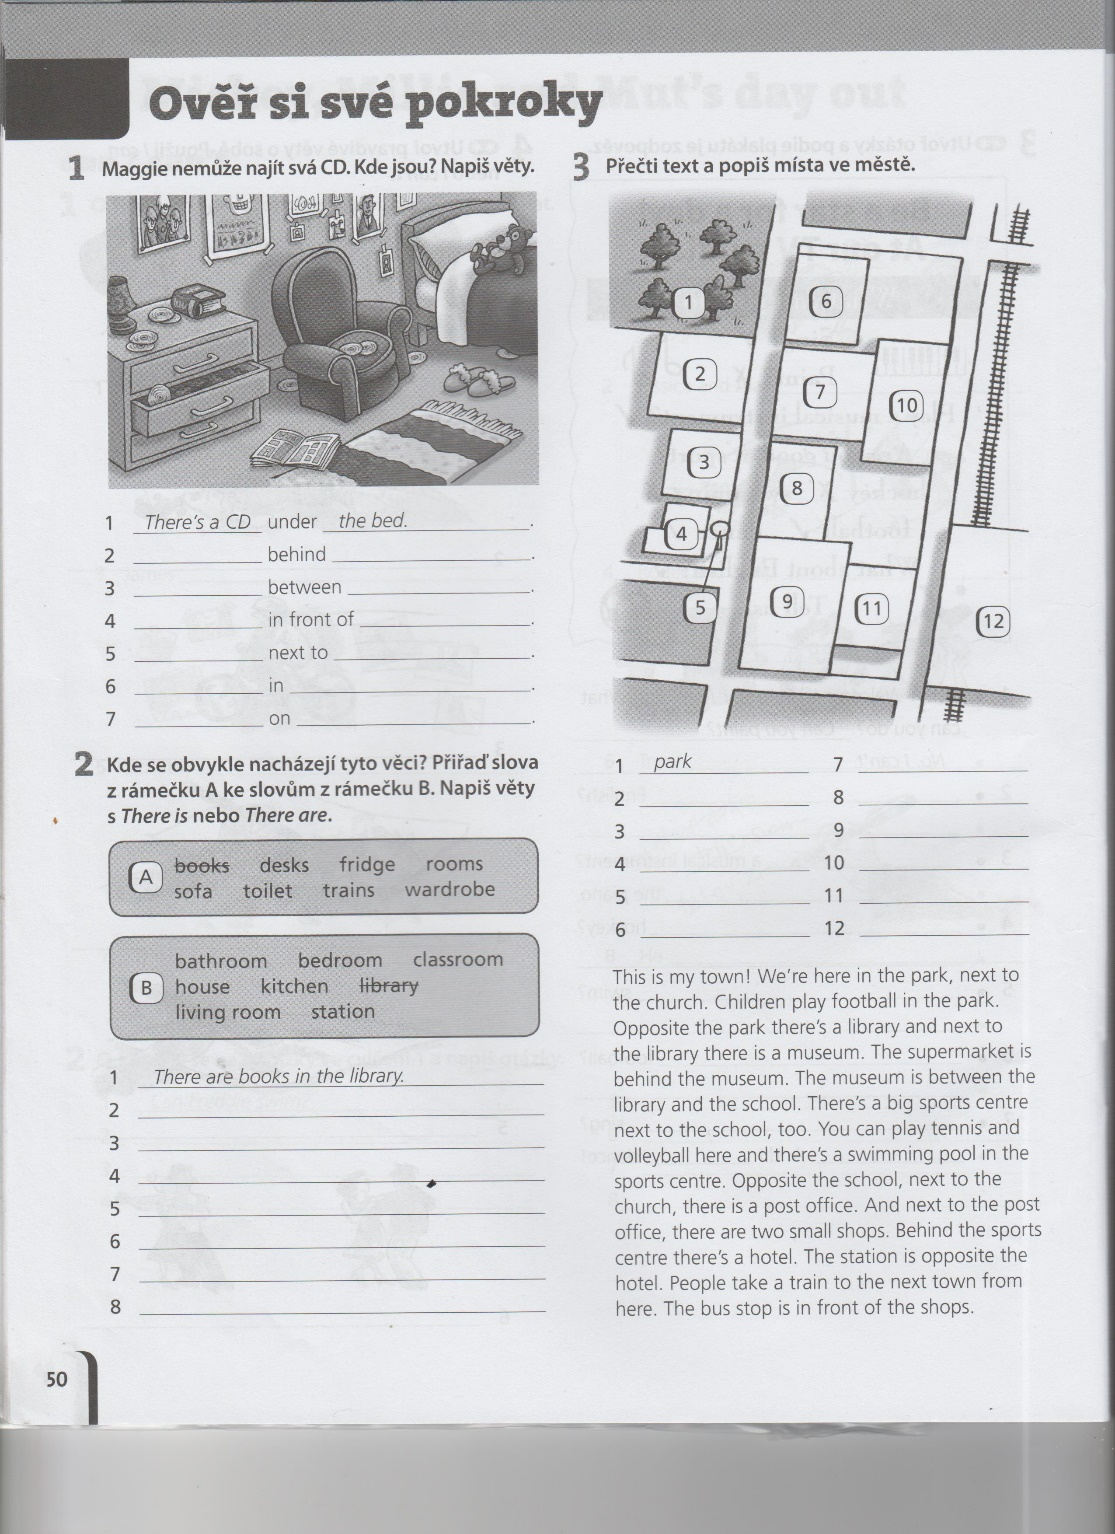 Ověř si své pokroky
1 Maggie nemůže najít svá CD. Kde jsou? Napiš věty.
1 There's a CD under the bed. .
2 ____ behind ____ .
3 ____ between ____ .
4 ____ in front of ____ .
5 ____ next to ____ .
6 ____ in ____ .
7 ____ on ____ .
2 Kde se obvykle nacházejí tyto věci? Přiřaď slova
z rámečku A ke slovům z rámečku B. Napiš věty
s There is nebo There are.
A
books desks fridge rooms
sofa toilet trains wardrobe
B
bathroom bedroom classroom
house kitchen library
living room station
1 There are books in the library.
2
3
4
5
6
7
8
50
3 Přečti text a popiš místa ve městě.
1
2
3
4
5
6
7
8
9
10
11
12
1 park 7
2 8
3 9
4 10
5 11
6 12
This is my town! We're here in the park, next to
the church. Children play football in the park.
Opposite the park there's a library and next to
the library there is a museum. The supermarket is
behind the museum. The museum is between the
library and the school. There's a big sports centre
next to the school, too. You can play tennis and
volleyball here and there's a swimming pool in the
sports centre. Opposite the school, next to the
church, there is a post office. And next to the post
office, there are two small shops. Behind the sports
centre there's a hotel. The station is opposite the
hotel. People take a train to the next town from
here. The bus stop is in front of the shops.